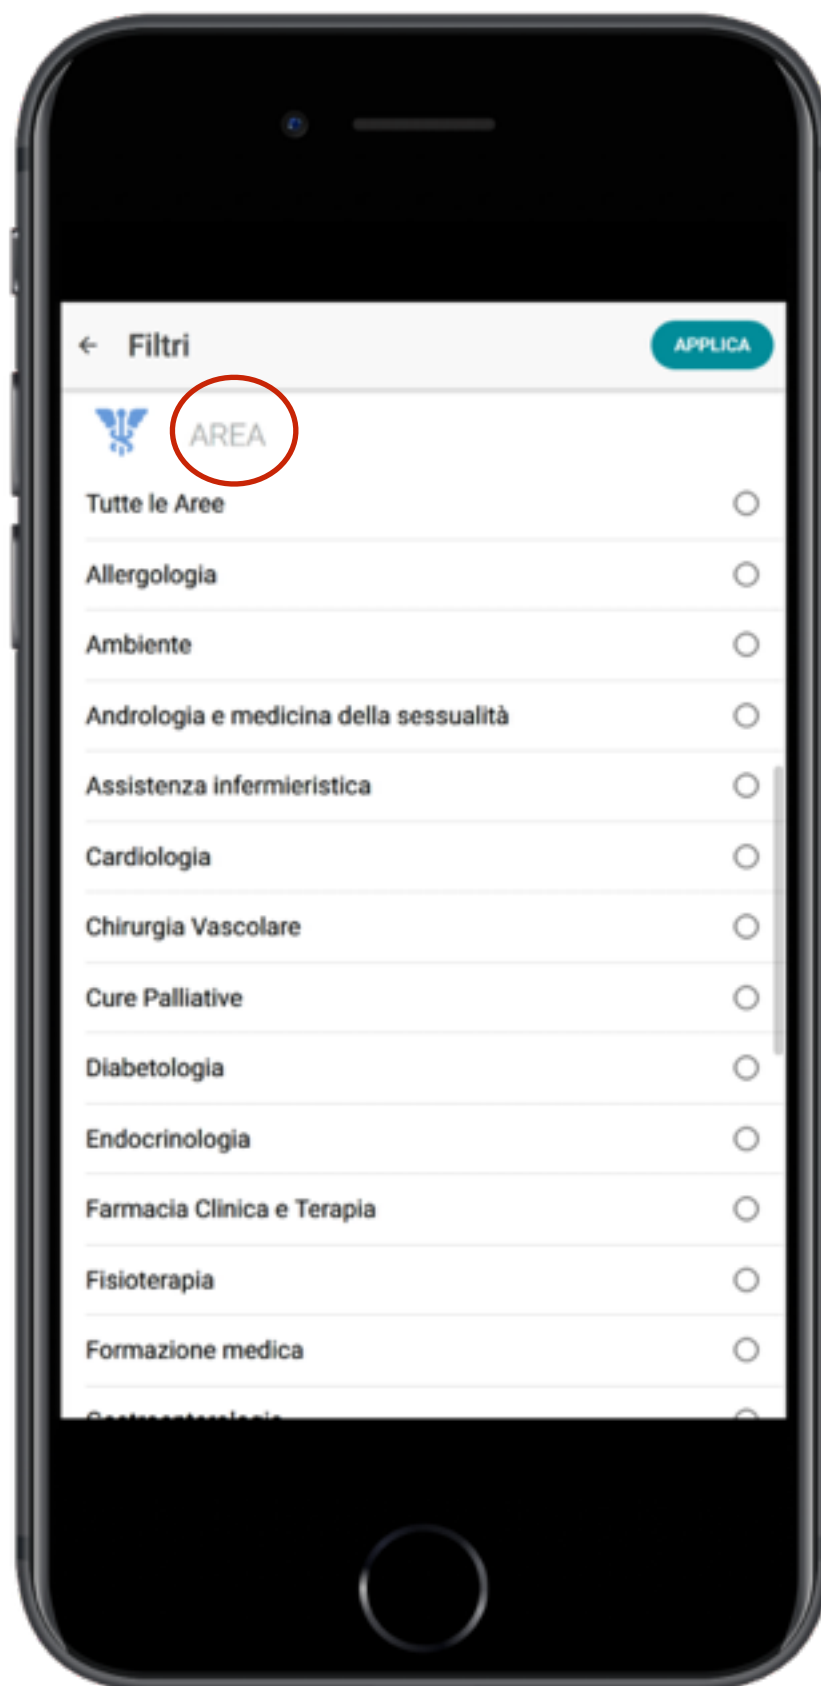 Filtri
APPLICA
AREA
Tutte le Aree
Allergologia
Ambiente
Andrologia e medicina della sessualità
Assistenza infermieristica
Cardiologia
Chirurgia Vascolare
Cure Palliative
Diabetologia
Endocrinologia
Farmacia Clinica e Terapia
Fisioterapia
Formazione medica